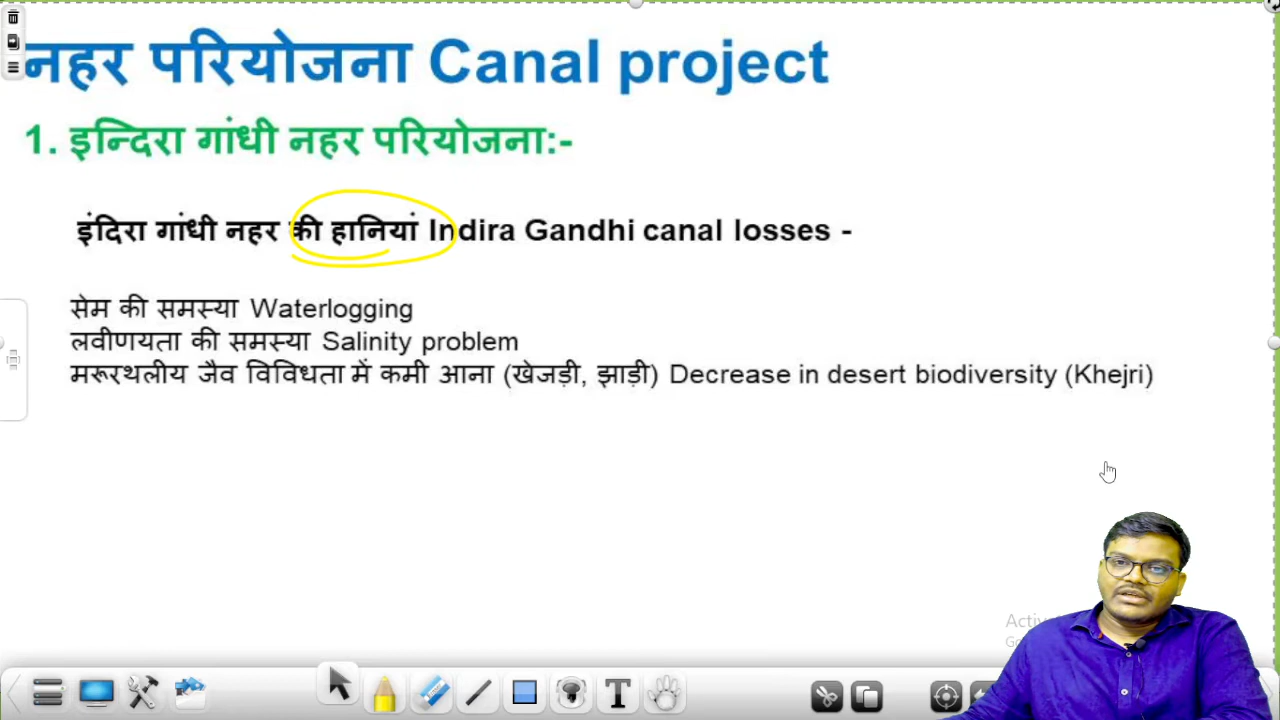 नहर परियोजना Canal project
1. इन्दिरा गांधी नहर परियोजना:-
इंदिरा गांधी नहर की हानियां Indira Gandhi canal losses -
सेम की समस्या Waterlogging
लवीणयता की समस्या Salinity problem
मरूस्थलीय जैव विविधता में कमी आना (खेजड़ी, झाड़ी) Decrease in desert biodiversity (Khejri)